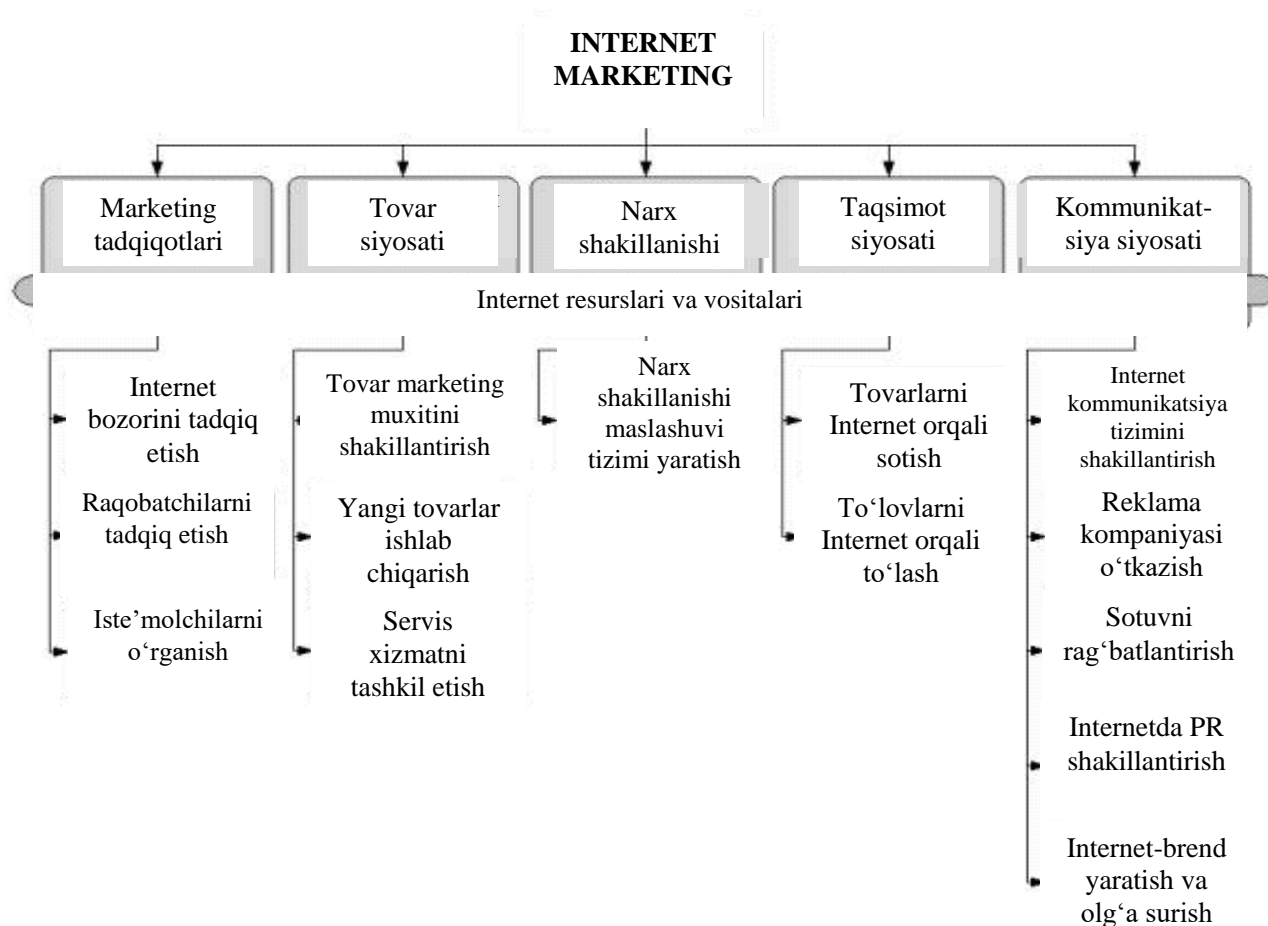 INTERNET
MARKETING
Marketing
tadqiqotlari
Tovar
siyosati
Narx
shakillanishi
Taqsimot
siyosati
Kommunikat-
siya siyosati
Internet resurslari va vositalari
Internet
bozorini tadqiq
etish
Raqobatchilarni
tadqiq etish
Iste’molchilarni
o‘rganish
Tovar marketing
muxitini
shakillantirish
Yangi tovarlar
ishlab
chiqarish
Servis
xizmatni
tashkil etish
Narx
shakillanishi
maslashuvi
tizimi yaratish
Tovarlarni
Internet orqali
sotish
To‘lovlarni
Internet orqali
to‘lash
Internet
kommunikatsiya
tizimini
shakillantirish
Reklama
kompaniyasi
o‘tkazish
Sotuvni
rag‘batlantirish
Internetda PR
shakillantirish
Internet-brend
yaratish va
olg‘a surish